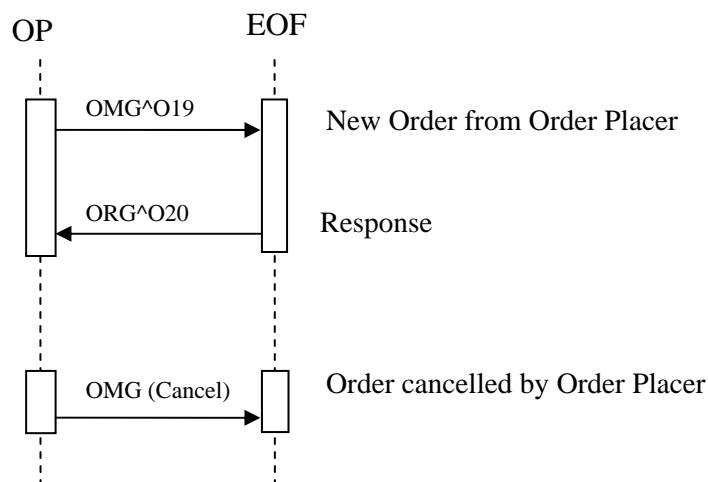 OP EOF
OMG^O19 New Order from Order Placer
ORG^O20 Response
OMG (Cancel) Order cancelled by Order Placer